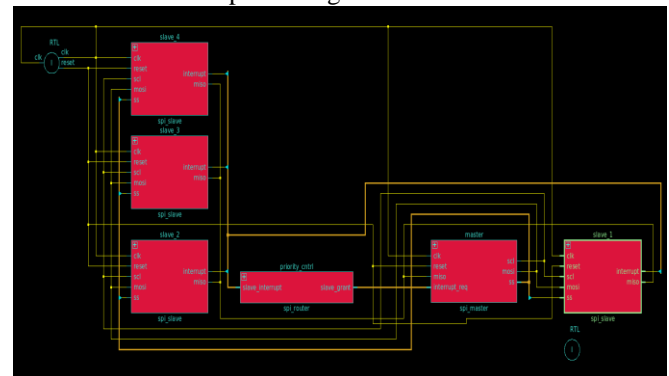 slave_4
RTL
clk
clk
reset
I
clk
reset
scl
mosi
ss
interrupt
miso
spi_slave
slave_3
clk
reset
scl
mosi
ss
interrupt
miso
spi_slave
slave_2
clk
reset
scl
mosi
ss
interrupt
miso
spi_slave
priority_cntrl
slave_interrupt
slave_grant
spi_router
master
clk
reset
miso
interrupt_req
scl
mosi
ss
spi_master
slave_1
clk
reset
scl
mosi
ss
interrupt
miso
spi_slave
RTL
I